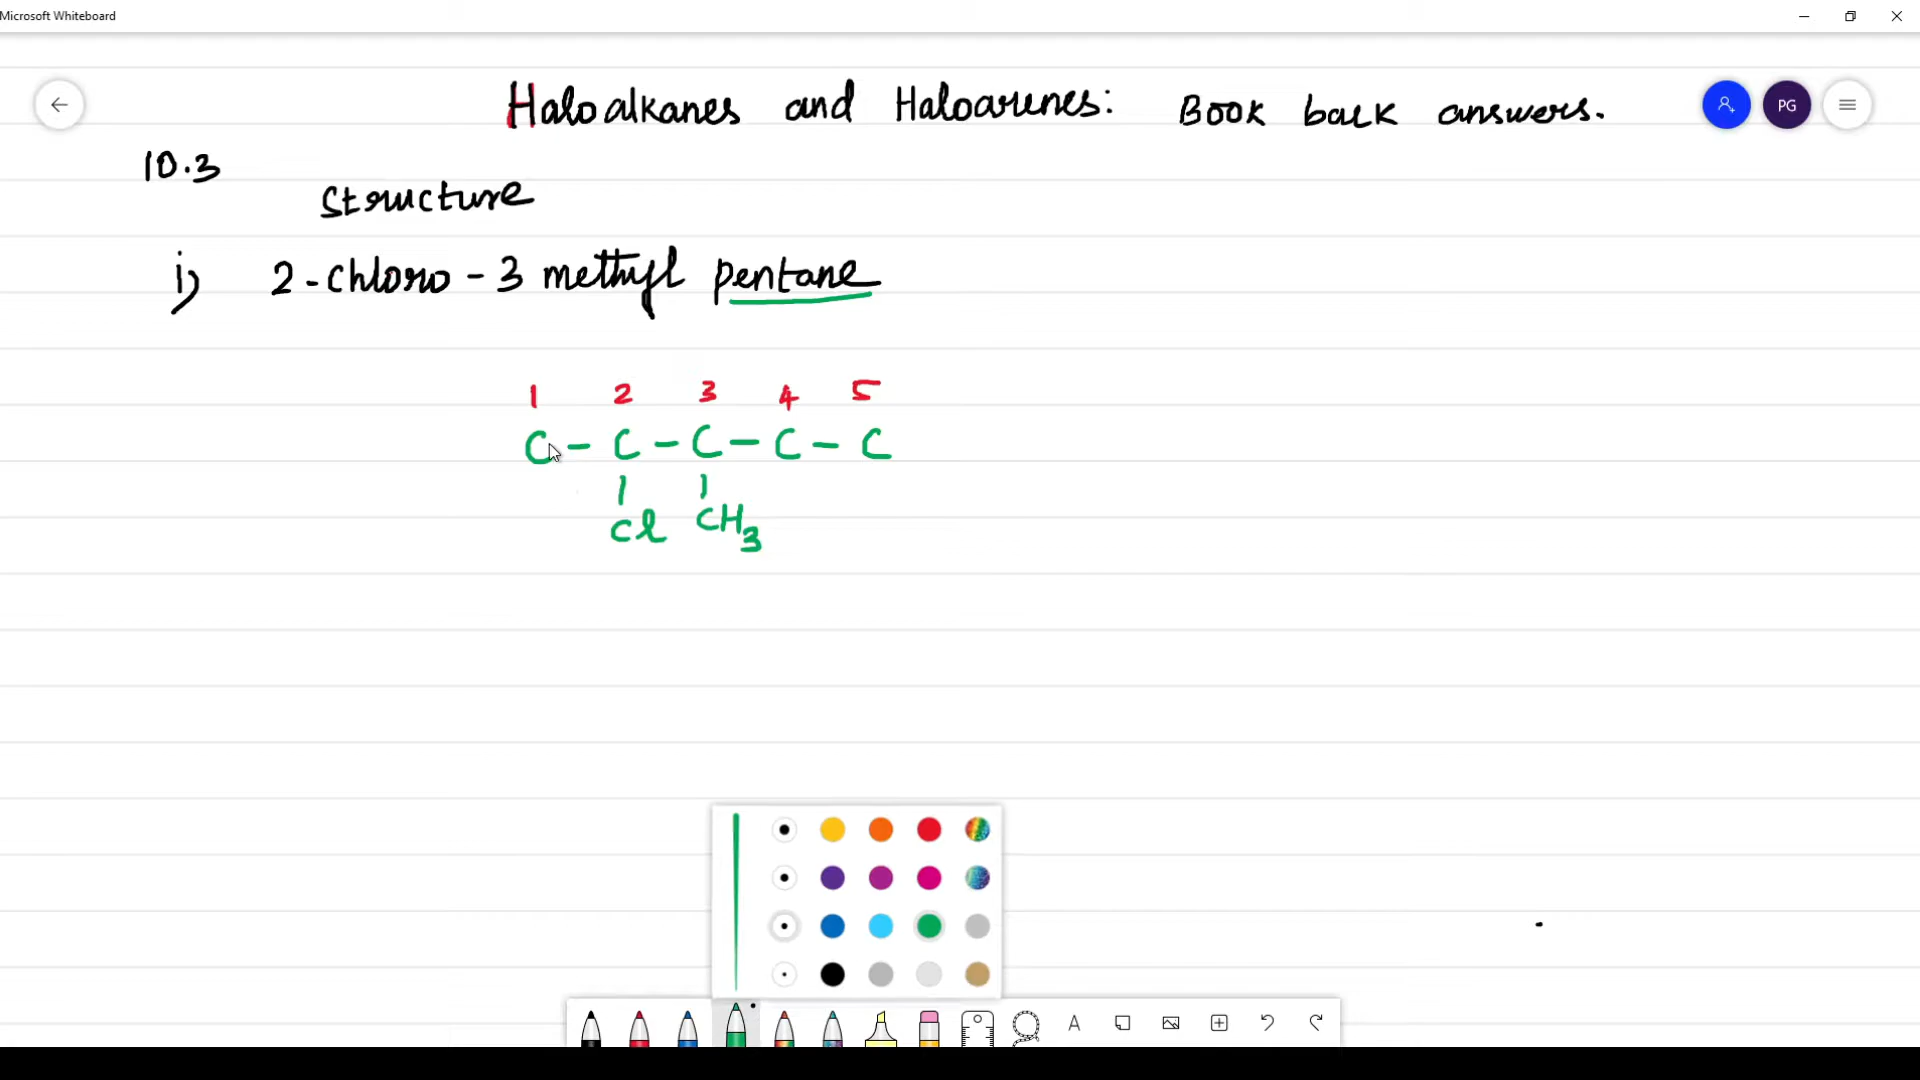 Microsoft Whiteboard
Haloalkanes and Haloarenes: Book back answers.
PG
10.3
Structure
i) 2-chloro-3 methyl pentane
1 2 3 4 5
C - C - C - C - C
Cl CH3
A